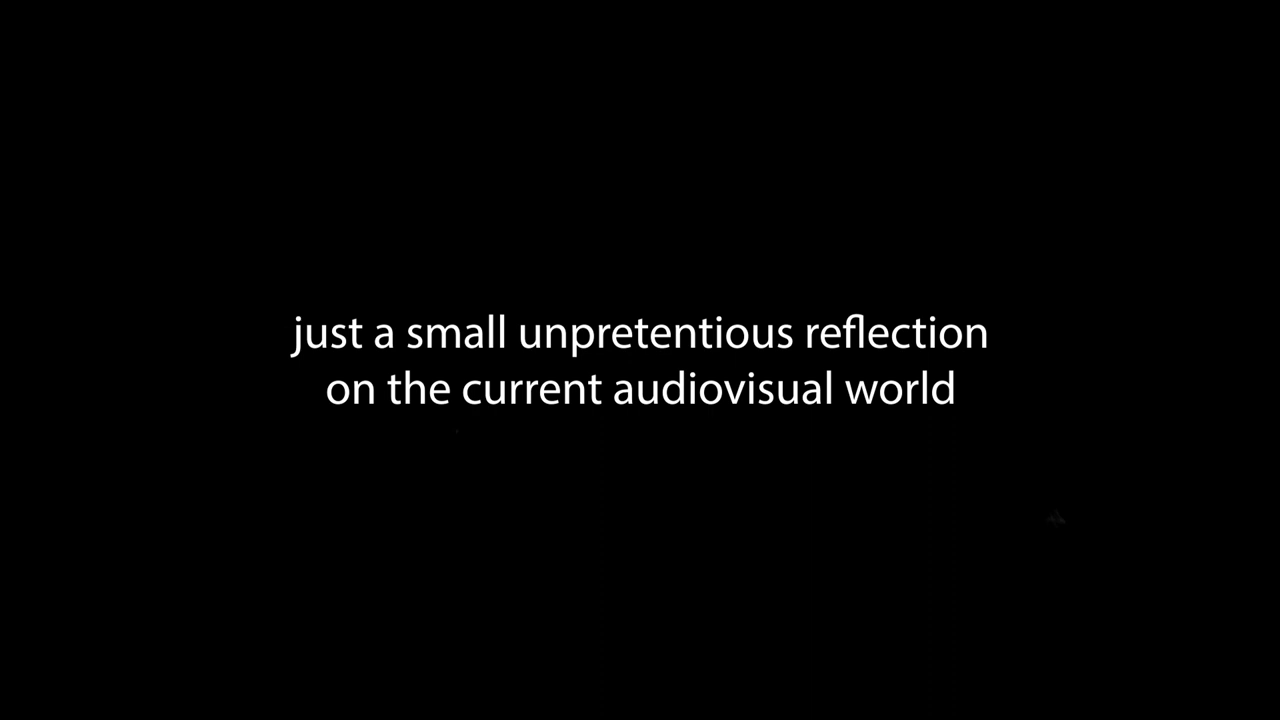 just a small unpretentious reflection
on the current audiovisual world